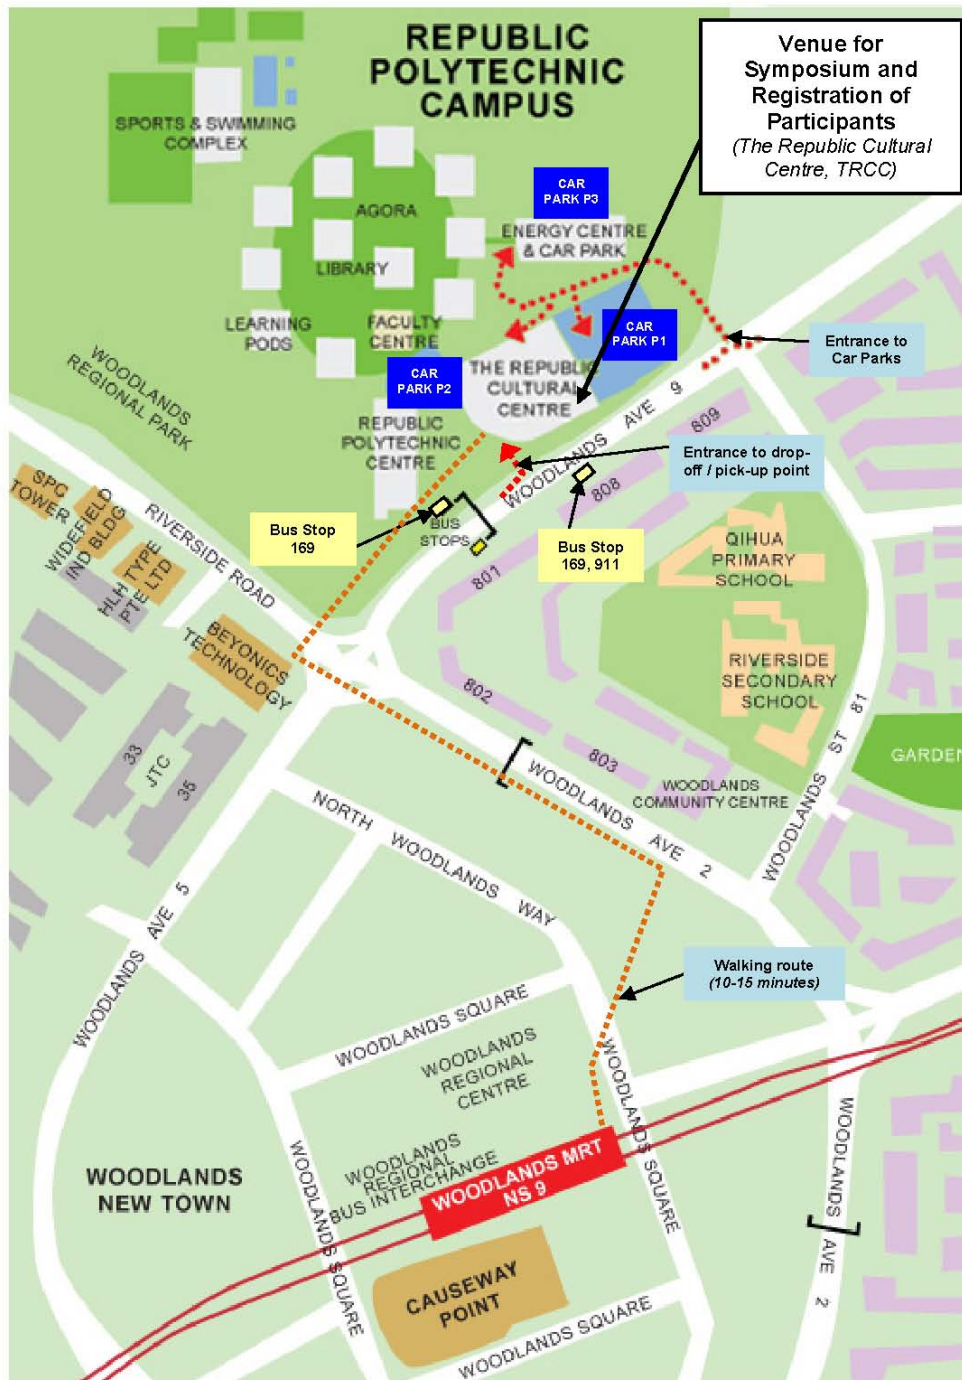 REPUBLIC
POLYTECHNIC
CAMPUS
Venue for
Symposium and
Registration of
Participants
(The Republic Cultural
Centre, TRCC)
SPORTS & SWIMMING
COMPLEX
CAR
PARK P3
AGORA
ENERGY CENTRE
& CAR PARK
LIBRARY
LEARNING
PODS
FACULTY
CENTRE
CAR
PARK P1
Entrance to
Car Parks
CAR
PARK P2
THE REPUBLIC
CULTURAL
CENTRE
WOODLANDS
REGIONAL PARK
REPUBLIC
POLYTECHNIC
CENTRE
WOODLANDS AVE 9
809
Entrance to drop-
off / pick-up point
808
SPC
TOWER
WIDEFIELD
IND BLDG
HLH TYPE
PTE LTD
RIVERSIDE ROAD
Bus Stop
169
BUS
STOPS
Bus Stop
169, 911
801
QIHUA
PRIMARY
SCHOOL
BEYONICS
TECHNOLOGY
RIVERSIDE
SECONDARY
SCHOOL
802
803
33
JTC
35
WOODLANDS
COMMUNITY CENTRE
GARDEN
WOODLANDS ST 81
WOODLANDS AVE 2
NORTH WOODLANDS WAY
WOODLANDS AVE 5
Walking route
(10-15 minutes)
WOODLANDS SQUARE
WOODLANDS
REGIONAL
CENTRE
WOODLANDS SQUARE
WOODLANDS
REGIONAL
BUS INTERCHANGE
WOODLANDS MRT
NS 9
WOODLANDS
NEW TOWN
WOODLANDS SQUARE
WOODLANDS AVE 2
CAUSEWAY
POINT
WOODLANDS SQUARE